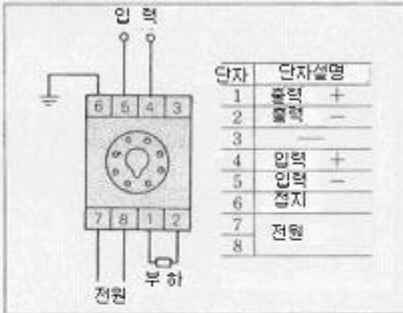 입 력
6 5 4 3
7 8 1 2
전원
부 하
단자 단자설명
1 출력 +
2 출력 −
3 —
4 입력 +
5 입력 −
6 접지
7 전원
8